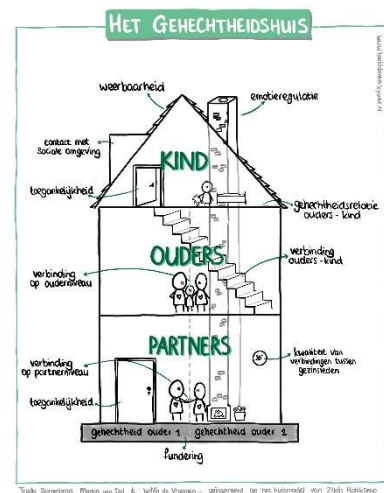 HET GEHECHTHEIDSHUIS
weerbaarheid
emotieregulatie
contact met
sociale omgeving
KIND
toegankelijkheid
gehechtheidsrelatie
ouders - kind
OUDERS
verbinding
op ouderniveau
verbinding
ouders-kind
PARTNERS
verbinding
op partnerniveau
20°
kwaliteit van
verbindingen tussen
gezinsleden
toegankelijkheid
gehechtheid ouder 1 gehechtheid ouder 2
fundering